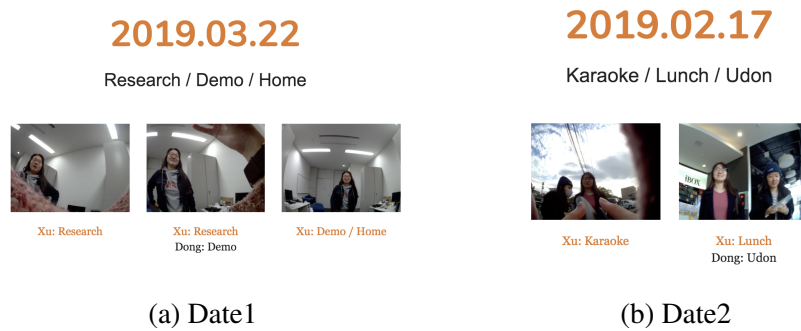 2019.03.22
Research / Demo / Home
Xu: Research
Xu: Research
Dong: Demo
Xu: Demo / Home
(a) Date1
2019.02.17
Karaoke / Lunch / Udon
iBOX
Xu: Karaoke
Xu: Lunch
Dong: Udon
(b) Date2